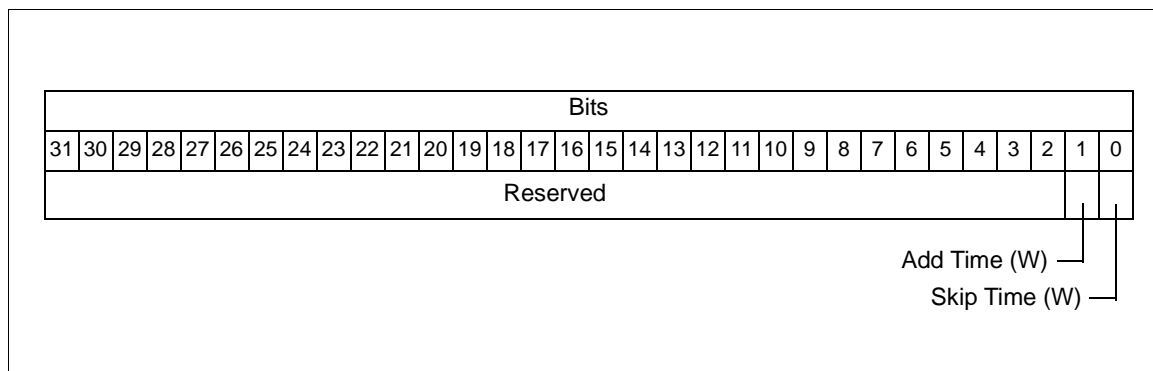 Bits
31 30 29 28 27 26 25 24 23 22 21 20 19 18 17 16 15 14 13 12 11 10 9 8 7 6 5 4 3 2 1 0
Reserved
Add Time (W)
Skip Time (W)